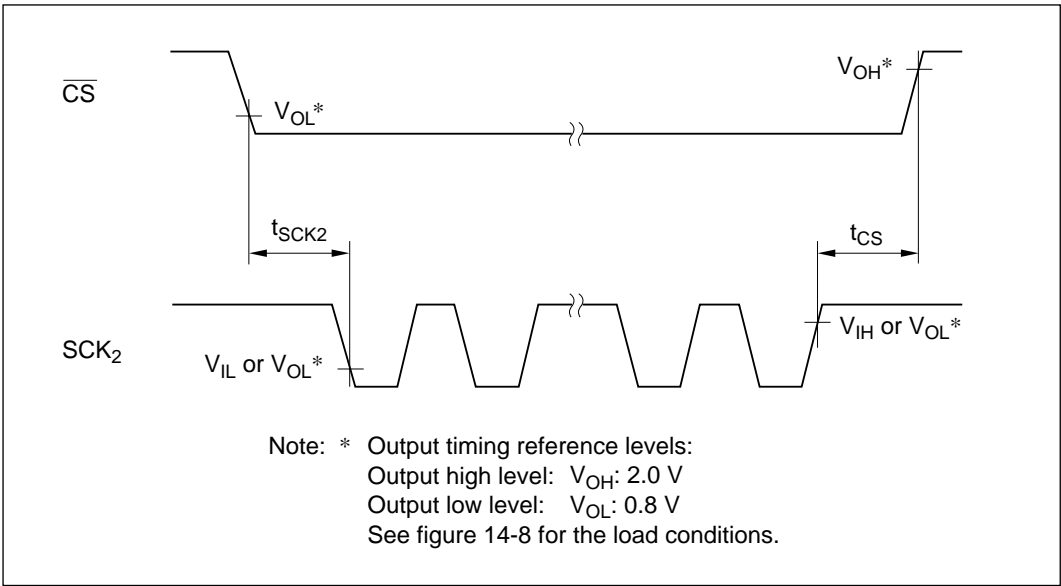 CS
VOL*
VOH*
tSCK2
tCS
SCK2
VIL or VOL*
VIH or VOL*
Note: * Output timing reference levels:
Output high level: VOH: 2.0 V
Output low level: VOL: 0.8 V
See figure 14-8 for the load conditions.